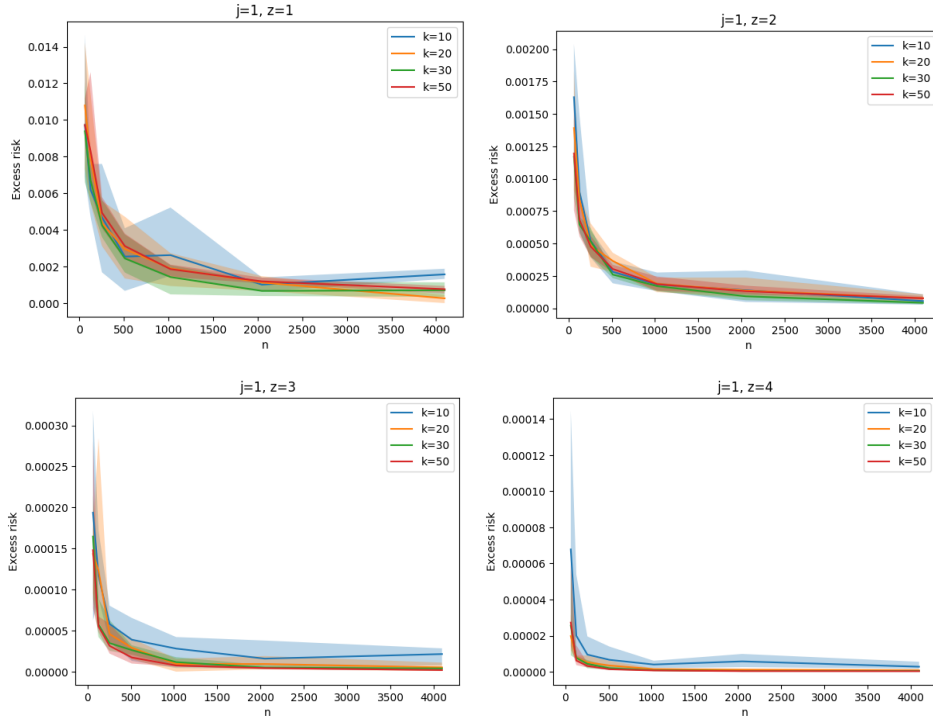 j=1, z=1
Excess risk
0.014
0.012
0.010
0.008
0.006
0.004
0.002
0.000
k=10
k=20
k=30
k=50
0 500 1000 1500 2000 2500 3000 3500 4000
n
j=1, z=2
Excess risk
0.00200
0.00175
0.00150
0.00125
0.00100
0.00075
0.00050
0.00025
0.00000
k=10
k=20
k=30
k=50
0 500 1000 1500 2000 2500 3000 3500 4000
n
j=1, z=3
Excess risk
0.00030
0.00025
0.00020
0.00015
0.00010
0.00005
0.00000
k=10
k=20
k=30
k=50
0 500 1000 1500 2000 2500 3000 3500 4000
n
j=1, z=4
Excess risk
0.00014
0.00012
0.00010
0.00008
0.00006
0.00004
0.00002
0.00000
k=10
k=20
k=30
k=50
0 500 1000 1500 2000 2500 3000 3500 4000
n